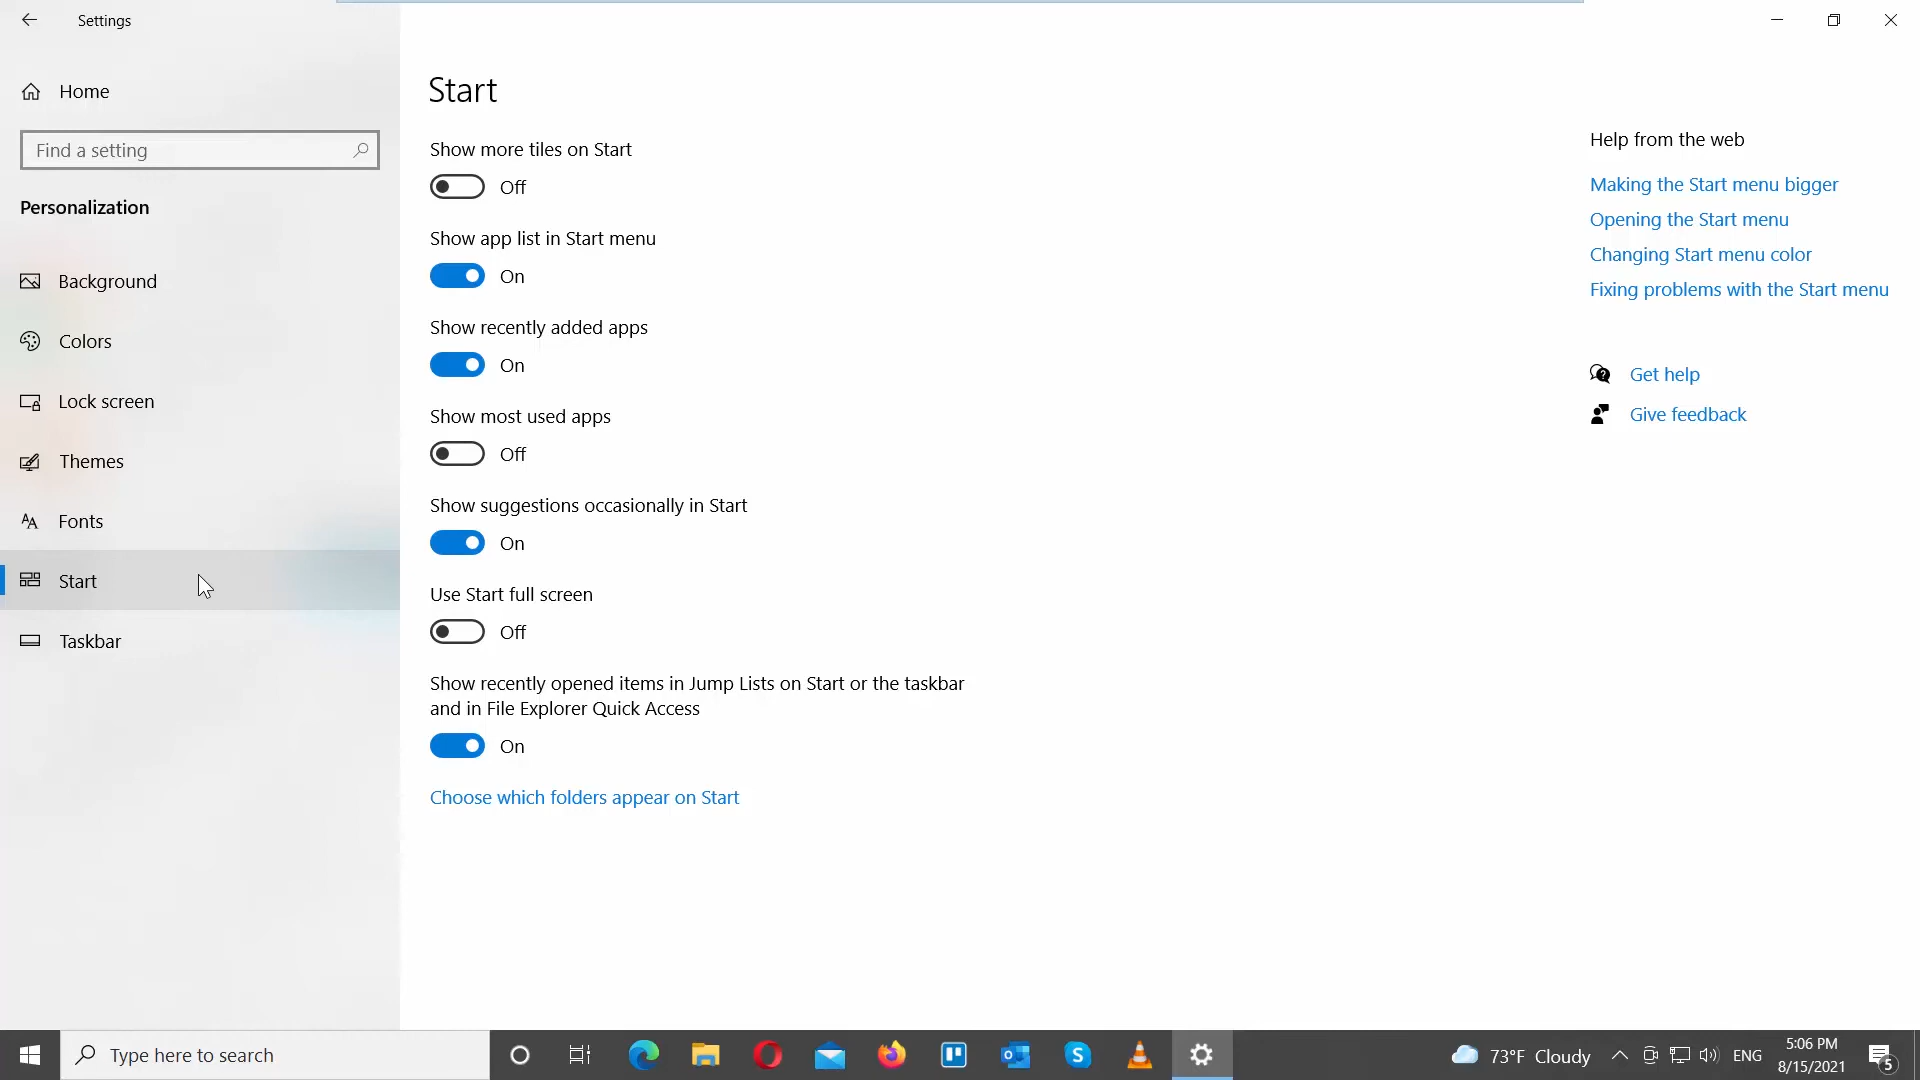 Settings
Home
Find a setting
Personalization
Background
Colors
Lock screen
Themes
Fonts
Start
Taskbar
Start
Show more tiles on Start
Off
Show app list in Start menu
On
Show recently added apps
On
Show most used apps
Off
Show suggestions occasionally in Start
On
Use Start full screen
Off
Show recently opened items in Jump Lists on Start or the taskbar
and in File Explorer Quick Access
On
Choose which folders appear on Start
Help from the web
Making the Start menu bigger
Opening the Start menu
Changing Start menu color
Fixing problems with the Start menu
Get help
Give feedback
Type here to search
73°F Cloudy
ENG
5:06 PM
8/15/2021
5